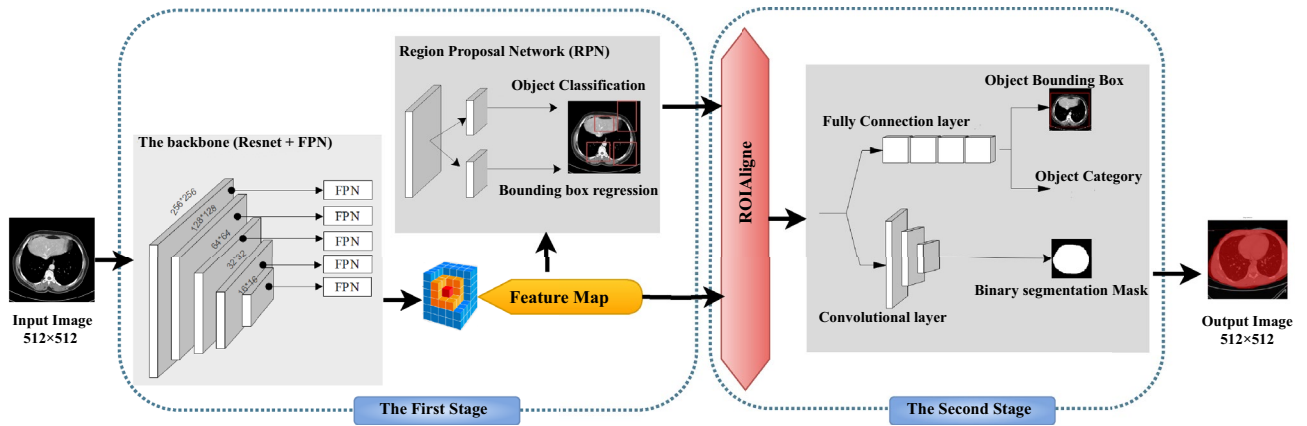 Input Image
512×512
The backbone (Resnet + FPN)
256*256
128*128
64*64
32*32
16*16
FPN
FPN
FPN
FPN
FPN
Region Proposal Network (RPN)
Object Classification
Bounding box regression
Feature Map
The First Stage
ROIAligne
Object Bounding Box
Fully Connection layer
Object Category
Binary segmentation Mask
Convolutional layer
The Second Stage
Output Image
512×512